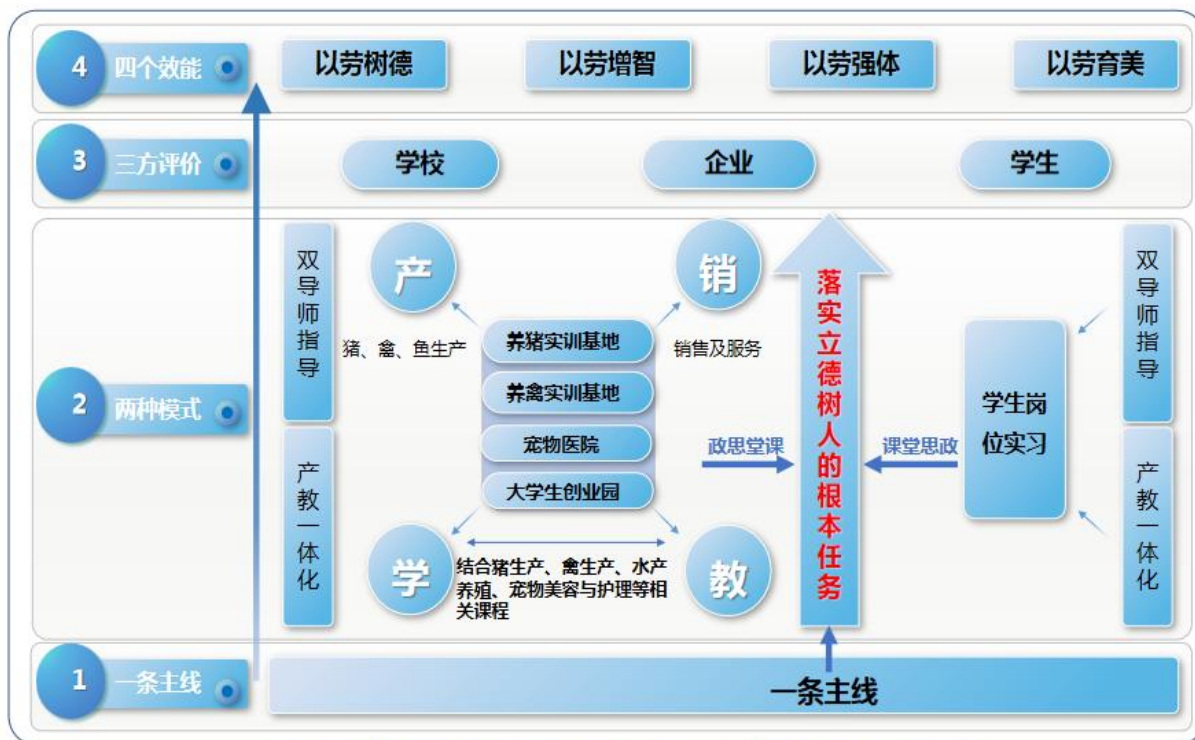 4 四个效能
以劳树德
以劳增智
以劳强体
以劳育美
3 三方评价
学校
企业
学生
2 两种模式
双导师指导
产教一体化
产
猪、禽、鱼生产
销
销售及服务
养猪实训基地
养禽实训基地
宠物医院
大学生创业园
学
结合猪生产、禽生产、水产
养殖、宠物美容与护理等相
关课程
教
政思堂课
落实立德树人的根本任务
课堂思政
学生岗
位实习
双导师指导
产教一体化
1 一条主线
一条主线